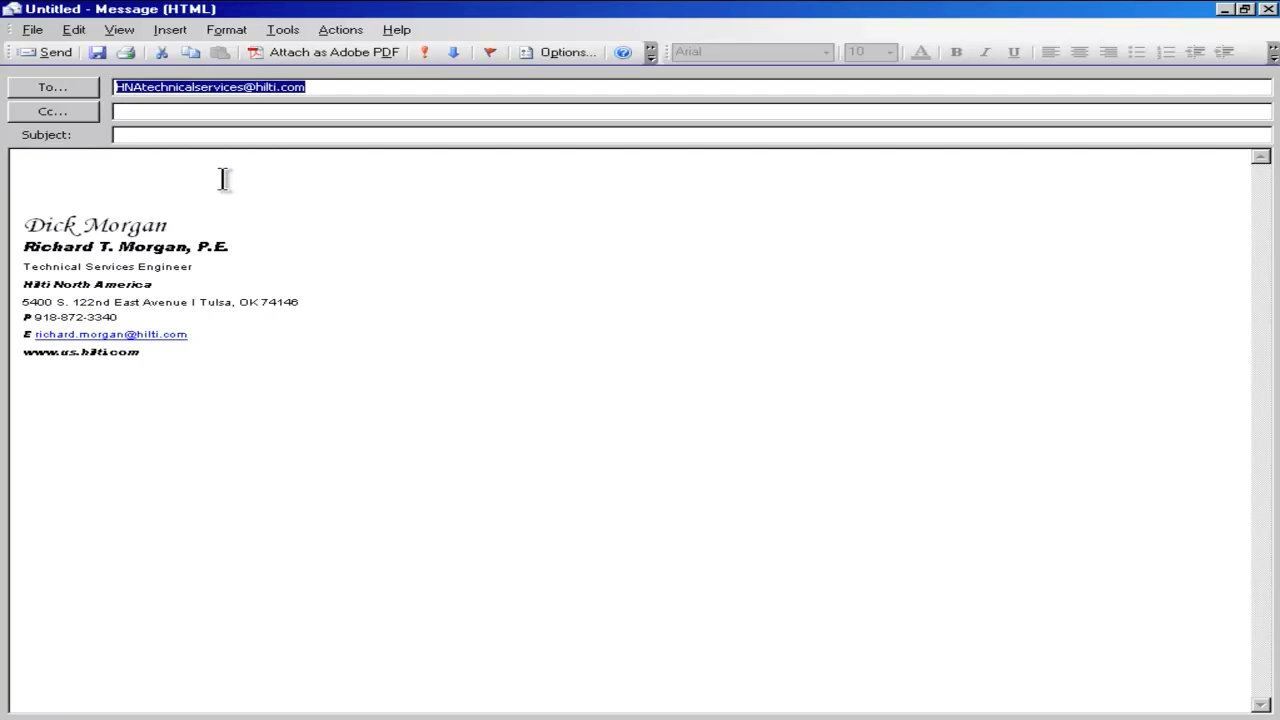 Untitled - Message (HTML)
File Edit View Insert Format Tools Actions Help
Send Attach as Adobe PDF Options... Arial 10 A B I U
To... HNAtechnicalservices@hilti.com
Cc...
Subject:
Dick Morgan
Richard T. Morgan, P.E.
Technical Services Engineer
Hilti North America
5400 S. 122nd East Avenue I Tulsa, OK 74146
P 918-872-3340
E richard.morgan@hilti.com
www.us.hilti.com